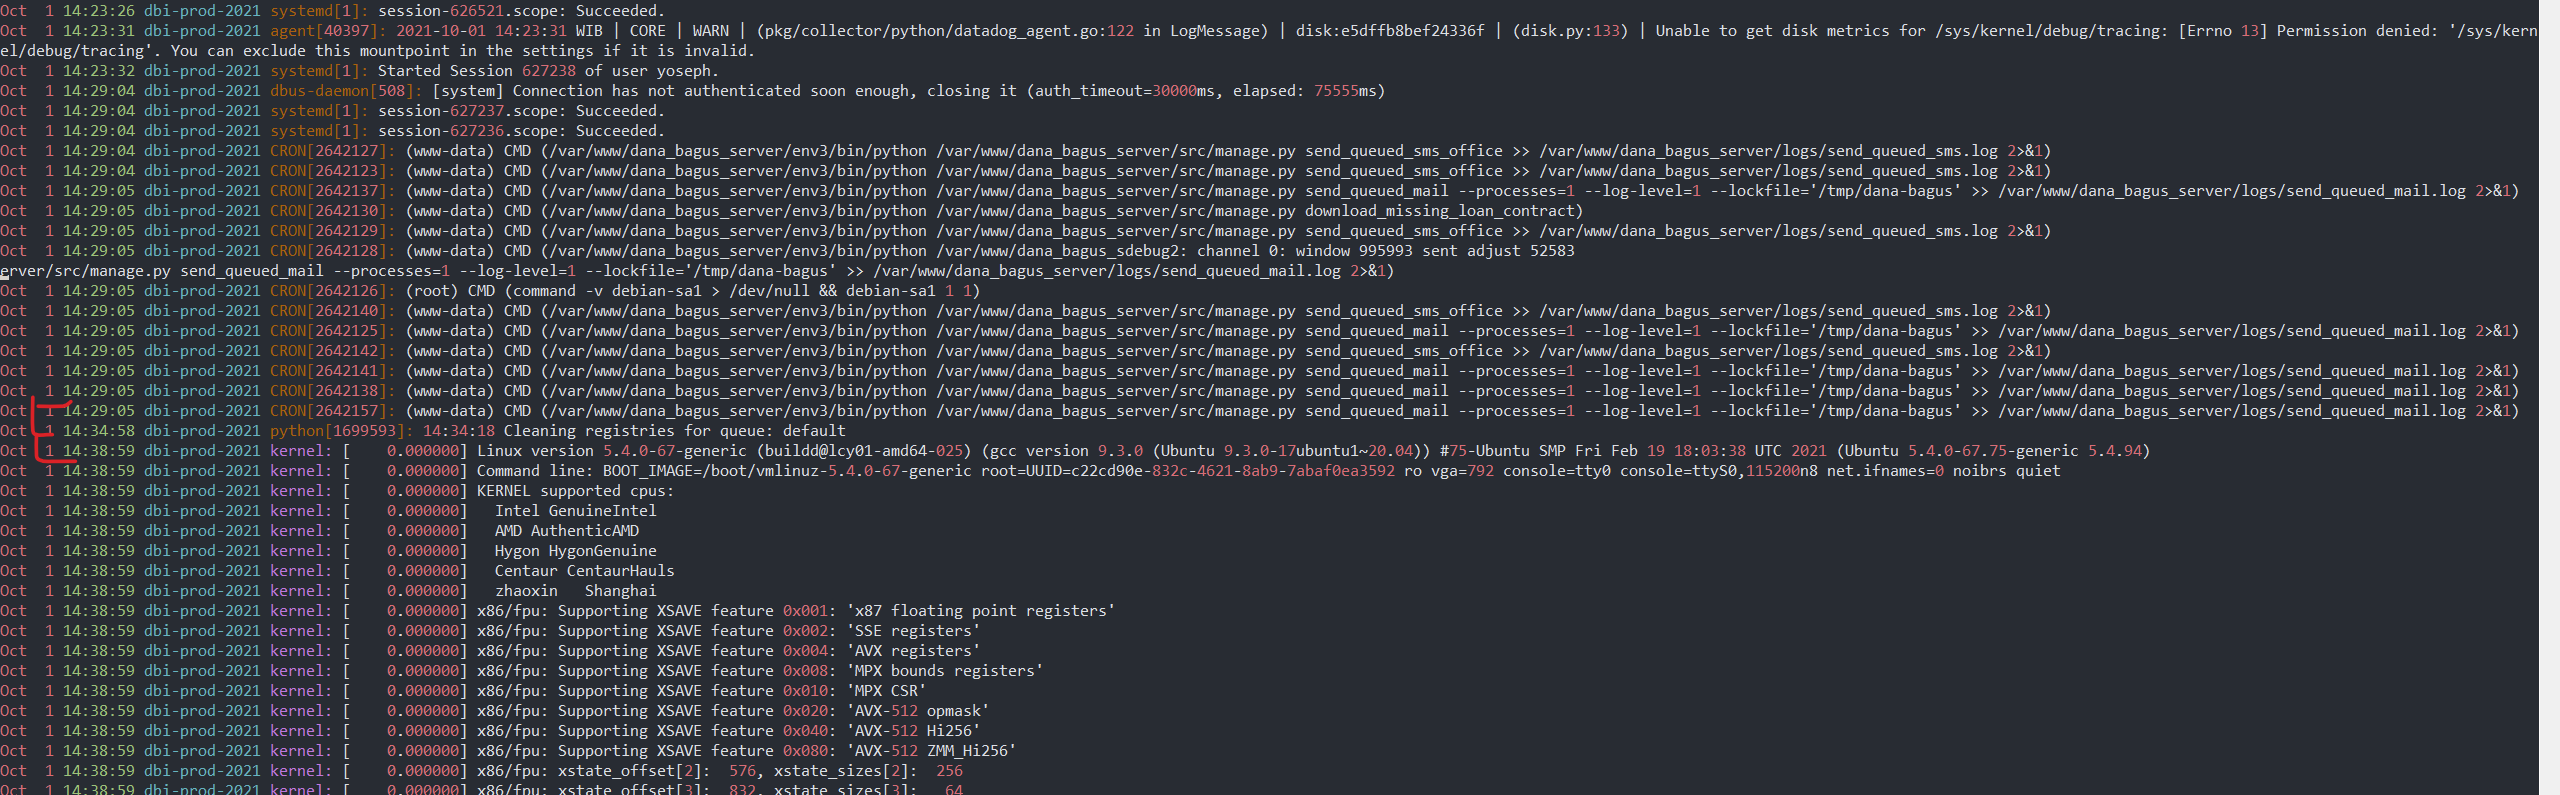 Oct  1 14:23:26 dbi-prod-2021 systemd[1]: session-626521.scope: Succeeded.
Oct  1 14:23:31 dbi-prod-2021 agent[40397]: 2021-10-01 14:23:31 WIB | CORE | WARN | (pkg/collector/python/datadog_agent.go:122 in LogMessage) | disk:e5dffb8bef24336f | (disk.py:133) | Unable to get disk metrics for /sys/kernel/debug/tracing: [Errno 13] Permission denied: '/sys/kern
el/debug/tracing'. You can exclude this mountpoint in the settings if it is invalid.
Oct  1 14:23:32 dbi-prod-2021 systemd[1]: Started Session 627238 of user yoseph.
Oct  1 14:29:04 dbi-prod-2021 dbus-daemon[508]: [system] Connection has not authenticated soon enough, closing it (auth_timeout=30000ms, elapsed: 75555ms)
Oct  1 14:29:04 dbi-prod-2021 systemd[1]: session-627237.scope: Succeeded.
Oct  1 14:29:04 dbi-prod-2021 systemd[1]: session-627236.scope: Succeeded.
Oct  1 14:29:04 dbi-prod-2021 CRON[2642127]: (www-data) CMD (/var/www/dana_bagus_server/env3/bin/python /var/www/dana_bagus_server/src/manage.py send_queued_sms_office >> /var/www/dana_bagus_server/logs/send_queued_sms.log 2>&1)
Oct  1 14:29:04 dbi-prod-2021 CRON[2642123]: (www-data) CMD (/var/www/dana_bagus_server/env3/bin/python /var/www/dana_bagus_server/src/manage.py send_queued_sms_office >> /var/www/dana_bagus_server/logs/send_queued_sms.log 2>&1)
Oct  1 14:29:05 dbi-prod-2021 CRON[2642137]: (www-data) CMD (/var/www/dana_bagus_server/env3/bin/python /var/www/dana_bagus_server/src/manage.py send_queued_mail --processes=1 --log-level=1 --lockfile='/tmp/dana-bagus' >> /var/www/dana_bagus_server/logs/send_queued_mail.log 2>&1)
Oct  1 14:29:05 dbi-prod-2021 CRON[2642130]: (www-data) CMD (/var/www/dana_bagus_server/env3/bin/python /var/www/dana_bagus_server/src/manage.py download_missing_loan_contract)
Oct  1 14:29:05 dbi-prod-2021 CRON[2642129]: (www-data) CMD (/var/www/dana_bagus_server/env3/bin/python /var/www/dana_bagus_server/src/manage.py send_queued_sms_office >> /var/www/dana_bagus_server/logs/send_queued_sms.log 2>&1)
Oct  1 14:29:05 dbi-prod-2021 CRON[2642128]: (www-data) CMD (/var/www/dana_bagus_server/env3/bin/python /var/www/dana_bagus_sdebug2: channel 0: window 995993 sent adjust 52583
erver/src/manage.py send_queued_mail --processes=1 --log-level=1 --lockfile='/tmp/dana-bagus' >> /var/www/dana_bagus_server/logs/send_queued_mail.log 2>&1)
Oct  1 14:29:05 dbi-prod-2021 CRON[2642126]: (root) CMD (command -v debian-sa1 > /dev/null && debian-sa1 1 1)
Oct  1 14:29:05 dbi-prod-2021 CRON[2642140]: (www-data) CMD (/var/www/dana_bagus_server/env3/bin/python /var/www/dana_bagus_server/src/manage.py send_queued_sms_office >> /var/www/dana_bagus_server/logs/send_queued_sms.log 2>&1)
Oct  1 14:29:05 dbi-prod-2021 CRON[2642125]: (www-data) CMD (/var/www/dana_bagus_server/env3/bin/python /var/www/dana_bagus_server/src/manage.py send_queued_mail --processes=1 --log-level=1 --lockfile='/tmp/dana-bagus' >> /var/www/dana_bagus_server/logs/send_queued_mail.log 2>&1)
Oct  1 14:29:05 dbi-prod-2021 CRON[2642142]: (www-data) CMD (/var/www/dana_bagus_server/env3/bin/python /var/www/dana_bagus_server/src/manage.py send_queued_sms_office >> /var/www/dana_bagus_server/logs/send_queued_sms.log 2>&1)
Oct  1 14:29:05 dbi-prod-2021 CRON[2642141]: (www-data) CMD (/var/www/dana_bagus_server/env3/bin/python /var/www/dana_bagus_server/src/manage.py send_queued_mail --processes=1 --log-level=1 --lockfile='/tmp/dana-bagus' >> /var/www/dana_bagus_server/logs/send_queued_mail.log 2>&1)
Oct  1 14:29:05 dbi-prod-2021 CRON[2642138]: (www-data) CMD (/var/www/dana_bagus_server/env3/bin/python /var/www/dana_bagus_server/src/manage.py send_queued_mail --processes=1 --log-level=1 --lockfile='/tmp/dana-bagus' >> /var/www/dana_bagus_server/logs/send_queued_mail.log 2>&1)
Oct  1 14:29:05 dbi-prod-2021 CRON[2642157]: (www-data) CMD (/var/www/dana_bagus_server/env3/bin/python /var/www/dana_bagus_server/src/manage.py send_queued_mail --processes=1 --log-level=1 --lockfile='/tmp/dana-bagus' >> /var/www/dana_bagus_server/logs/send_queued_mail.log 2>&1)
Oct  1 14:34:58 dbi-prod-2021 python[1699593]: 14:34:18 Cleaning registries for queue: default
Oct  1 14:38:59 dbi-prod-2021 kernel: [    0.000000] Linux version 5.4.0-67-generic (buildd@lcy01-amd64-025) (gcc version 9.3.0 (Ubuntu 9.3.0-17ubuntu1~20.04)) #75-Ubuntu SMP Fri Feb 19 18:03:38 UTC 2021 (Ubuntu 5.4.0-67.75-generic 5.4.94)
Oct  1 14:38:59 dbi-prod-2021 kernel: [    0.000000] Command line: BOOT_IMAGE=/boot/vmlinuz-5.4.0-67-generic root=UUID=c22cd90e-832c-4621-8ab9-7abaf0ea3592 ro vga=792 console=tty0 console=ttyS0,115200n8 net.ifnames=0 noibrs quiet
Oct  1 14:38:59 dbi-prod-2021 kernel: [    0.000000] KERNEL supported cpus:
Oct  1 14:38:59 dbi-prod-2021 kernel: [    0.000000]   Intel GenuineIntel
Oct  1 14:38:59 dbi-prod-2021 kernel: [    0.000000]   AMD AuthenticAMD
Oct  1 14:38:59 dbi-prod-2021 kernel: [    0.000000]   Hygon HygonGenuine
Oct  1 14:38:59 dbi-prod-2021 kernel: [    0.000000]   Centaur CentaurHauls
Oct  1 14:38:59 dbi-prod-2021 kernel: [    0.000000]   zhaoxin   Shanghai
Oct  1 14:38:59 dbi-prod-2021 kernel: [    0.000000] x86/fpu: Supporting XSAVE feature 0x001: 'x87 floating point registers'
Oct  1 14:38:59 dbi-prod-2021 kernel: [    0.000000] x86/fpu: Supporting XSAVE feature 0x002: 'SSE registers'
Oct  1 14:38:59 dbi-prod-2021 kernel: [    0.000000] x86/fpu: Supporting XSAVE feature 0x004: 'AVX registers'
Oct  1 14:38:59 dbi-prod-2021 kernel: [    0.000000] x86/fpu: Supporting XSAVE feature 0x008: 'MPX bounds registers'
Oct  1 14:38:59 dbi-prod-2021 kernel: [    0.000000] x86/fpu: Supporting XSAVE feature 0x010: 'MPX CSR'
Oct  1 14:38:59 dbi-prod-2021 kernel: [    0.000000] x86/fpu: Supporting XSAVE feature 0x020: 'AVX-512 opmask'
Oct  1 14:38:59 dbi-prod-2021 kernel: [    0.000000] x86/fpu: Supporting XSAVE feature 0x040: 'AVX-512 Hi256'
Oct  1 14:38:59 dbi-prod-2021 kernel: [    0.000000] x86/fpu: Supporting XSAVE feature 0x080: 'AVX-512 ZMM_Hi256'
Oct  1 14:38:59 dbi-prod-2021 kernel: [    0.000000] x86/fpu: xstate_offset[2]:  576, xstate_sizes[2]:  256
Oct  1 14:38:59 dbi-prod-2021 kernel: [    0.000000] x86/fpu: xstate_offset[3]:  832, xstate_sizes[3]:   64